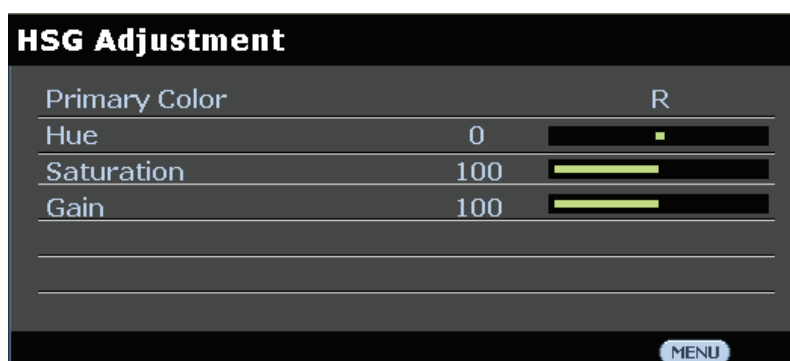 HSG Adjustment
Primary Color R
Hue 0
Saturation 100
Gain 100
MENU